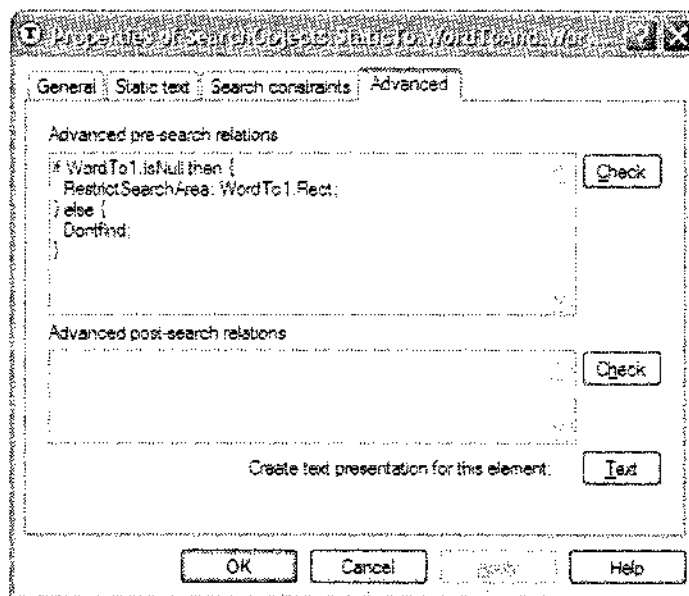 Properties of SearchObjects.StaticTo.WordToAnd.Wor...
General Static text Search constraints Advanced
Advanced pre-search relations
if WordTo1.isNull then {
RestrictSearchArea: WordTo1.Rect;
} else {
Dontfind;
}
Check
Advanced post-search relations
Check
Create text presentation for this element:
Text
OK Cancel Apply Help